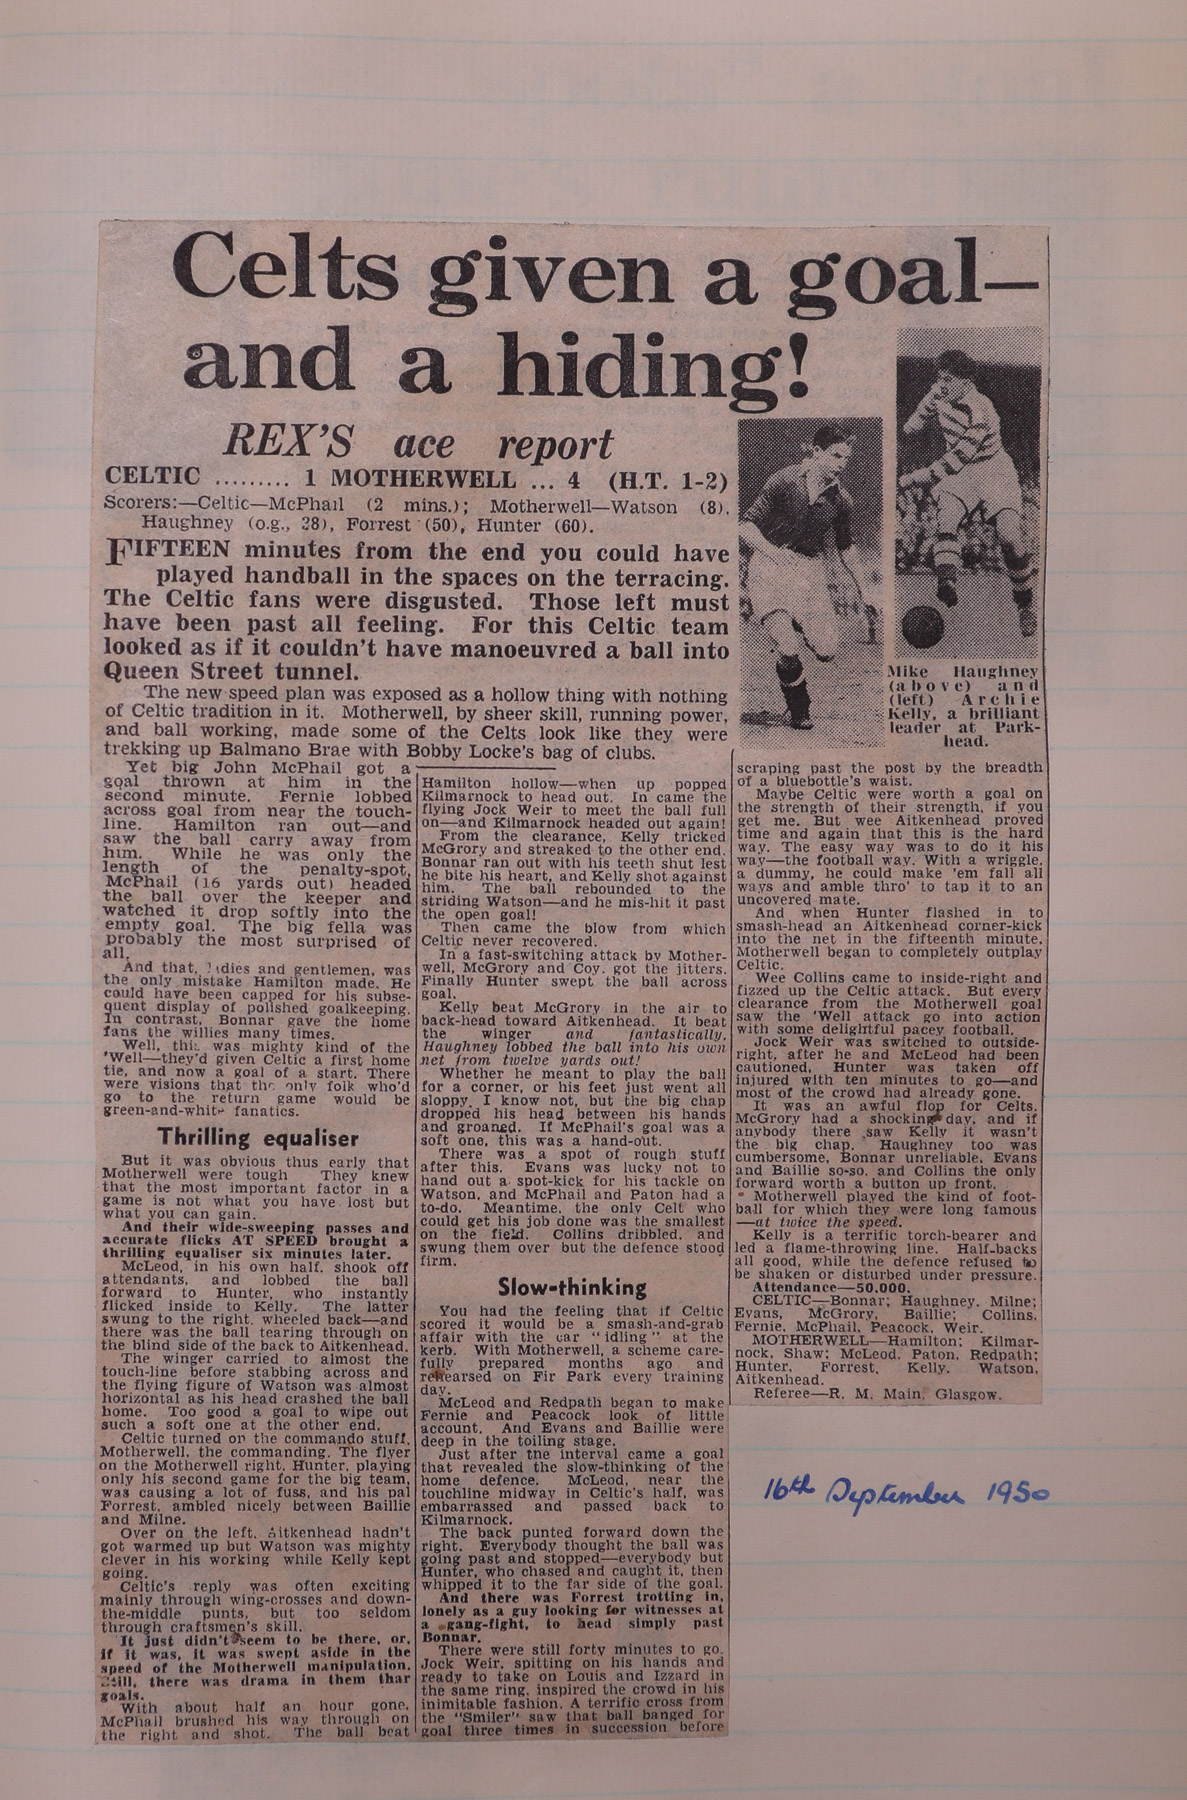 Celts given a goal—
and a hiding!
REX'S ace report
CELTIC ......... 1 MOTHERWELL ... 4 (H.T. 1-2)
Scorers:—Celtic—McPhail (2 mins.); Motherwell—Watson (8),
Haughney (o.g., 38), Forrest (50), Hunter (60).
FIFTEEN minutes from the end you could have
played handball in the spaces on the terracing.
The Celtic fans were disgusted. Those left must
have been past all feeling. For this Celtic team
looked as if it couldn't have manoeuvred a ball into
Queen Street tunnel.
The new speed plan was exposed as a hollow thing with nothing
of Celtic tradition in it. Motherwell, by sheer skill, running power,
and ball working, made some of the Celts look like they were
trekking up Balmano Brae with Bobby Locke's bag of clubs.
Mike Haughney
(above) and
(left) Archie
Kelly, a brilliant
leader at Park-
head.
Yet big John McPhail got a
goal thrown at him in the
second minute. Fernie lobbed
across goal from near the touch-
line. Hamilton ran out—and
saw the ball carry away from
him. While he was only the
length of the penalty-spot,
McPhail (16 yards out) headed
the ball over the keeper and
watched it drop softly into the
empty goal. The big fella was
probably the most surprised of
all.
And that, ladies and gentlemen, was
the only mistake Hamilton made. He
could have been capped for his subse-
quent display of polished goalkeeping.
In contrast, Bonnar gave the home
fans the willies many times.
Well, this was mighty kind of the
'Well—they'd given Celtic a first home
tie, and now a goal of a start. There
were visions that the only folk who'd
go to the return game would be
green-and-white fanatics.
Thrilling equaliser
But it was obvious thus early that
Motherwell were tough They knew
that the most important factor in a
game is not what you have lost but
what you can gain.
And their wide-sweeping passes and
accurate flicks AT SPEED brought a
thrilling equaliser six minutes later.
McLeod, in his own half, shook off
attendants, and lobbed the ball
forward to Hunter, who instantly
flicked inside to Kelly. The latter
swung to the right, wheeled back—and
there was the ball tearing through on
the blind side of the back to Aitkenhead.
The winger carried to almost the
touch-line before stabbing across and
the flying figure of Watson was almost
horizontal as his head crashed the ball
home. Too good a goal to wipe out
such a soft one at the other end.
Celtic turned on the commando stuff,
Motherwell, the commanding. The flyer
on the Motherwell right, Hunter, playing
only his second game for the big team,
was causing a lot of fuss, and his pal
Forrest, ambled nicely between Baillie
and Milne.
Over on the left, Aitkenhead hadn't
got warmed up but Watson was mighty
clever in his working while Kelly kept
going.
Celtic's reply was often exciting
mainly through wing-crosses and down-
the-middle punts, but too seldom
through craftsmen's skill.
It just didn't seem to be there, or,
if it was, it was swept aside in the
speed of the Motherwell manipulation.
Still, there was drama in them thar
goals.
With about half an hour gone,
McPhail brushed his way through on
the right and shot. The ball beat
Hamilton hollow—when up popped
Kilmarnock to head out. In came the
flying Jock Weir to meet the ball full
on—and Kilmarnock headed out again!
From the clearance, Kelly tricked
McGrory and streaked to the other end.
Bonnar ran out with his teeth shut lest
he bite his heart, and Kelly shot against
him. The ball rebounded to the
striding Watson—and he mis-hit it past
the open goal!
Then came the blow from which
Celtic never recovered.
In a fast-switching attack by Mother-
well, McGrory and Coy. got the jitters.
Finally Hunter swept the ball across
goal.
Kelly beat McGrory in the air to
back-head toward Aitkenhead. It beat
the winger and fantastically,
Haughney lobbed the ball into his own
net from twelve yards out!
Whether he meant to play the ball
for a corner, or his feet just went all
sloppy, I know not, but the big chap
dropped his head between his hands
and groaned. If McPhail's goal was a
soft one, this was a hand-out.
There was a spot of rough stuff
after this. Evans was lucky not to
hand out a spot-kick for his tackle on
Watson, and McPhail and Paton had a
to-do. Meantime, the only Celt who
could get his job done was the smallest
on the field. Collins dribbled, and
swung them over but the defence stood
firm.
Slow-thinking
You had the feeling that if Celtic
scored it would be a smash-and-grab
affair with the car "idling" at the
kerb. With Motherwell, a scheme care-
fully prepared months ago and
rehearsed on Fir Park every training
day.
McLeod and Redpath began to make
Fernie and Peacock look of little
account. And Evans and Baillie were
deep in the toiling stage.
Just after the interval came a goal
that revealed the slow-thinking of the
home defence. McLeod, near the
touchline midway in Celtic's half, was
embarrassed and passed back to
Kilmarnock.
The back punted forward down the
right. Everybody thought the ball was
going past and stopped—everybody but
Hunter, who chased and caught it, then
whipped it to the far side of the goal.
And there was Forrest trotting in,
lonely as a guy looking for witnesses at
a gang-fight, to head simply past
Bonnar.
There were still forty minutes to go.
Jock Weir, spitting on his hands and
ready to take on Louis and Izzard in
the same ring, inspired the crowd in his
inimitable fashion. A terrific cross from
the "Smiler" saw that ball banged for
goal three times in succession before
scraping past the post by the breadth
of a bluebottle's waist.
Maybe Celtic were worth a goal on
the strength of their strength, if you
get me. But wee Aitkenhead proved
time and again that this is the hard
way. The easy way was to do it his
way—the football way. With a wriggle,
a dummy, he could make 'em fall all
ways and amble thro' to tap it to an
uncovered mate.
And when Hunter flashed in to
smash-head an Aitkenhead corner-kick
into the net in the fifteenth minute,
Motherwell began to completely outplay
Celtic.
Wee Collins came to inside-right and
fizzed up the Celtic attack. But every
clearance from the Motherwell goal
saw the 'Well attack go into action
with some delightful pacey football.
Jock Weir was switched to outside-
right, after he and McLeod had been
cautioned, Hunter was taken off
injured with ten minutes to go—and
most of the crowd had already gone.
It was an awful flop for Celts.
McGrory had a shocking day, and if
anybody there saw Kelly it wasn't
the big chap. Haughney too was
cumbersome, Bonnar unreliable, Evans
and Baillie so-so, and Collins the only
forward worth a button up front.
Motherwell played the kind of foot-
ball for which they were long famous
—at twice the speed.
Kelly is a terrific torch-bearer and
led a flame-throwing line. Half-backs
all good, while the defence refused to
be shaken or disturbed under pressure.
Attendance—50,000.
CELTIC—Bonnar; Haughney, Milne;
Evans, McGrory, Baillie; Collins,
Fernie, McPhail, Peacock, Weir.
MOTHERWELL—Hamilton; Kilmar-
nock, Shaw; McLeod, Paton, Redpath;
Hunter, Forrest, Kelly, Watson,
Aitkenhead.
Referee—R. M. Main, Glasgow.
16th September 1950